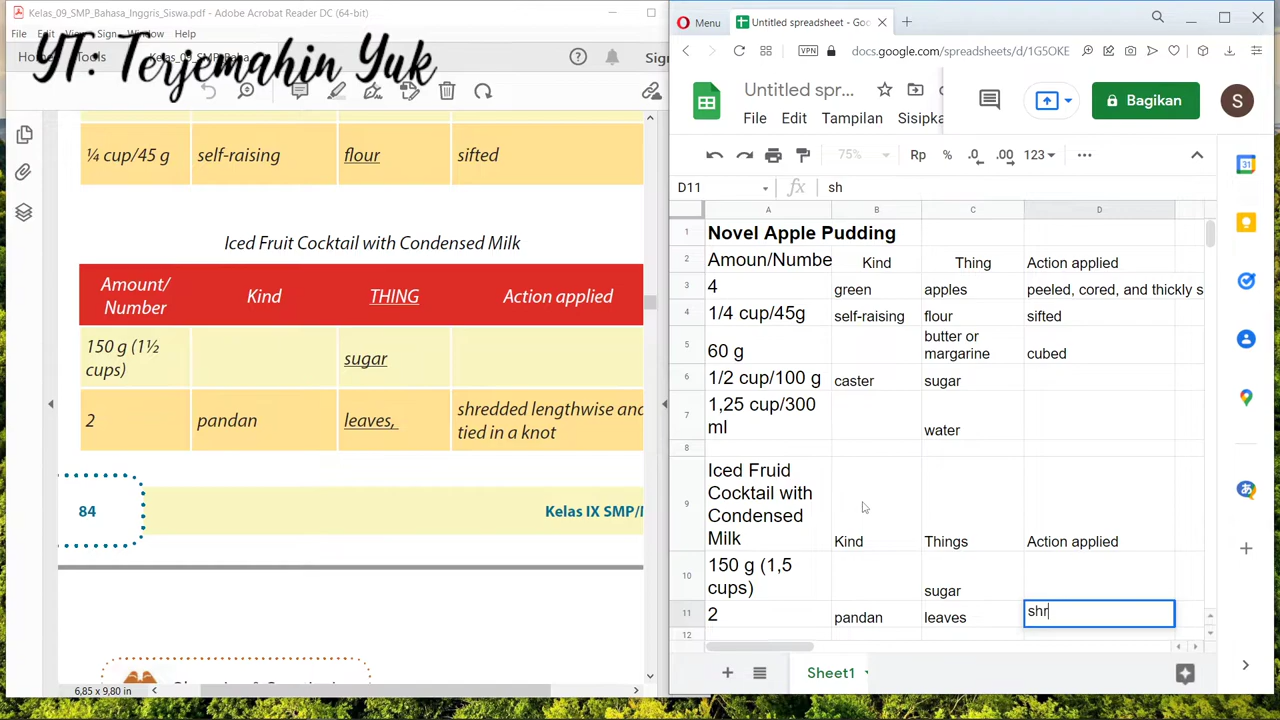 Kelas_09_SMP_Bahasa_Inggris_Siswa.pdf - Adobe Acrobat Reader DC (64-bit)
File Edit View Sign Window Help
YT: Terjemahin Yuk
Home Tools Kelas_09_SMP_Baha... Sign
¼ cup/45 g self-raising flour sifted
Iced Fruit Cocktail with Condensed Milk
Amount/
Number Kind THING Action applied
150 g (1½
cups) sugar
2 pandan leaves, shredded lengthwise and
tied in a knot
84 Kelas IX SMP/M
6,85 x 9,80 in
Menu Untitled spreadsheet - Goo
VPN docs.google.com/spreadsheets/d/1G5OKE
Untitled spr...
File Edit Tampilan Sisipka
Bagikan S
75% Rp % .0 .00 123
D11 fx sh
A B C D
1 Novel Apple Pudding
2 Amoun/Numbe Kind Thing Action applied
3 4 green apples peeled, cored, and thickly s
4 1/4 cup/45g self-raising flour sifted
5 60 g butter or
margarine cubed
6 1/2 cup/100 g caster sugar
7 1,25 cup/300
ml water
8
9 Iced Fruid
Cocktail with
Condensed
Milk Kind Things Action applied
10 150 g (1,5
cups) sugar
11 2 pandan leaves shr
12
Sheet1
31